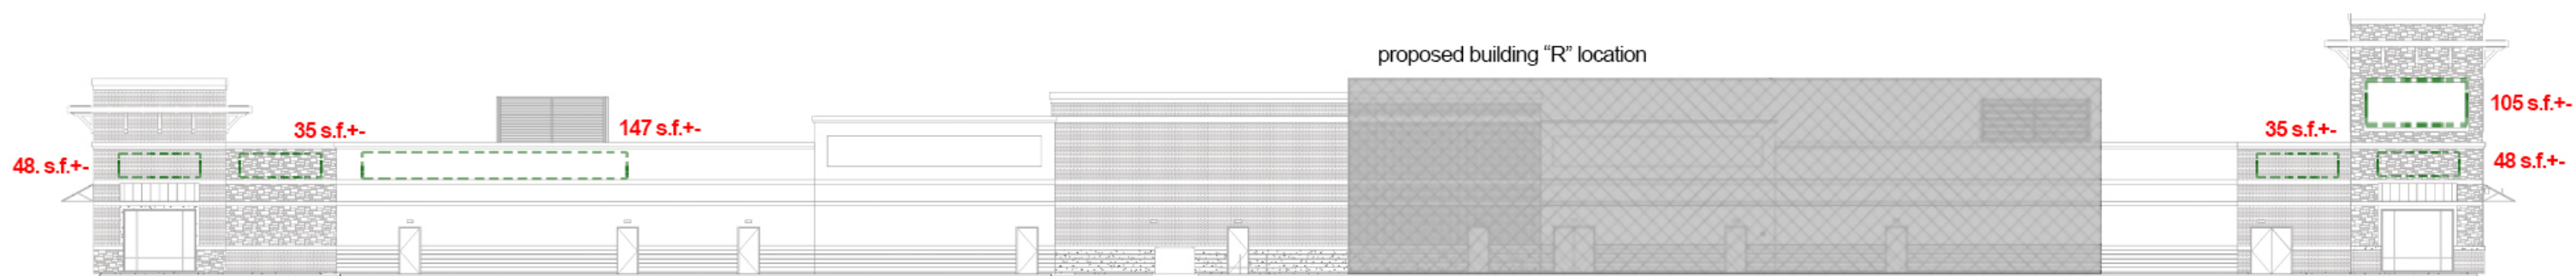 proposed building “R” location
105 s.f.+-
35 s.f.+-
147 s.f.+-
35 s.f.+-
48. s.f.+-
48 s.f.+-